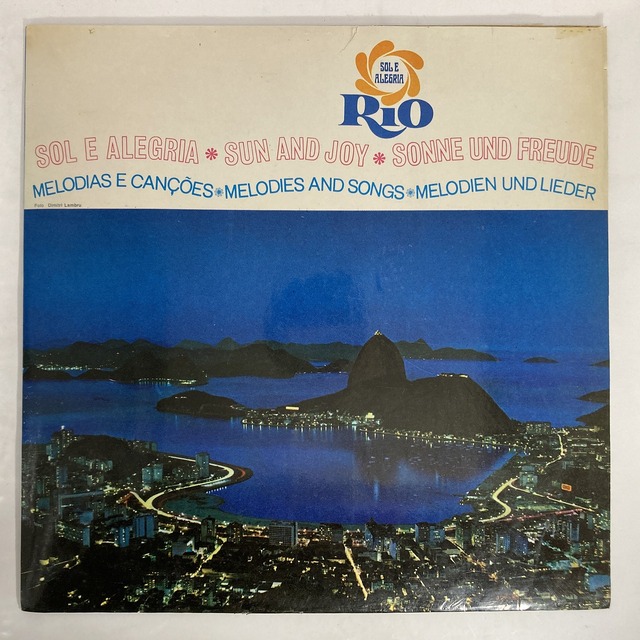 SOL E
ALEGRIA
RIO
SOL E ALEGRIA * SUN AND JOY * SONNE UND FREUDE
MELODIAS E CANÇÕES * MELODIES AND SONGS * MELODIEN UND LIEDER
Foto Dimitri Lambru